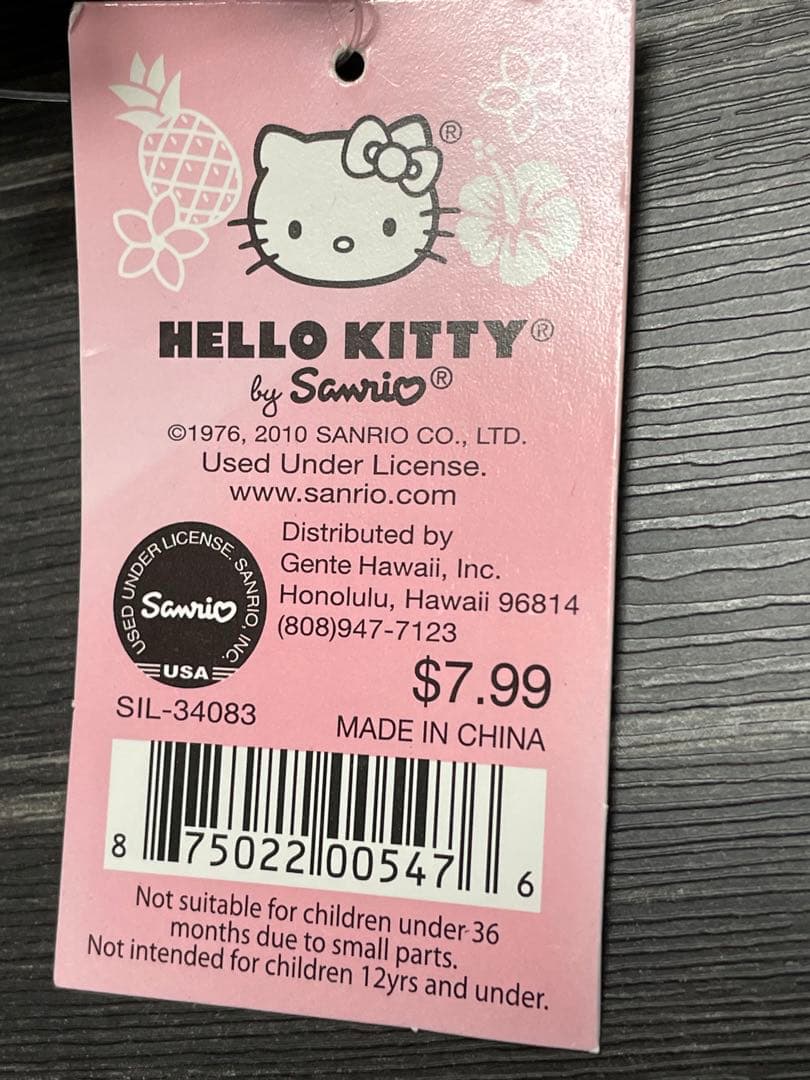 ®
HELLO KITTY®
by Sanrio®
©1976, 2010 SANRIO CO., LTD.
Used Under License.
www.sanrio.com
USED UNDER LICENSE. SANRIO, INC.
Sanrio
USA
Distributed by
Gente Hawaii, Inc.
Honolulu, Hawaii 96814
(808)947-7123
$7.99
SIL-34083
MADE IN CHINA
8 75022 00547 6
Not suitable for children under 36
months due to small parts.
Not intended for children 12yrs and under.